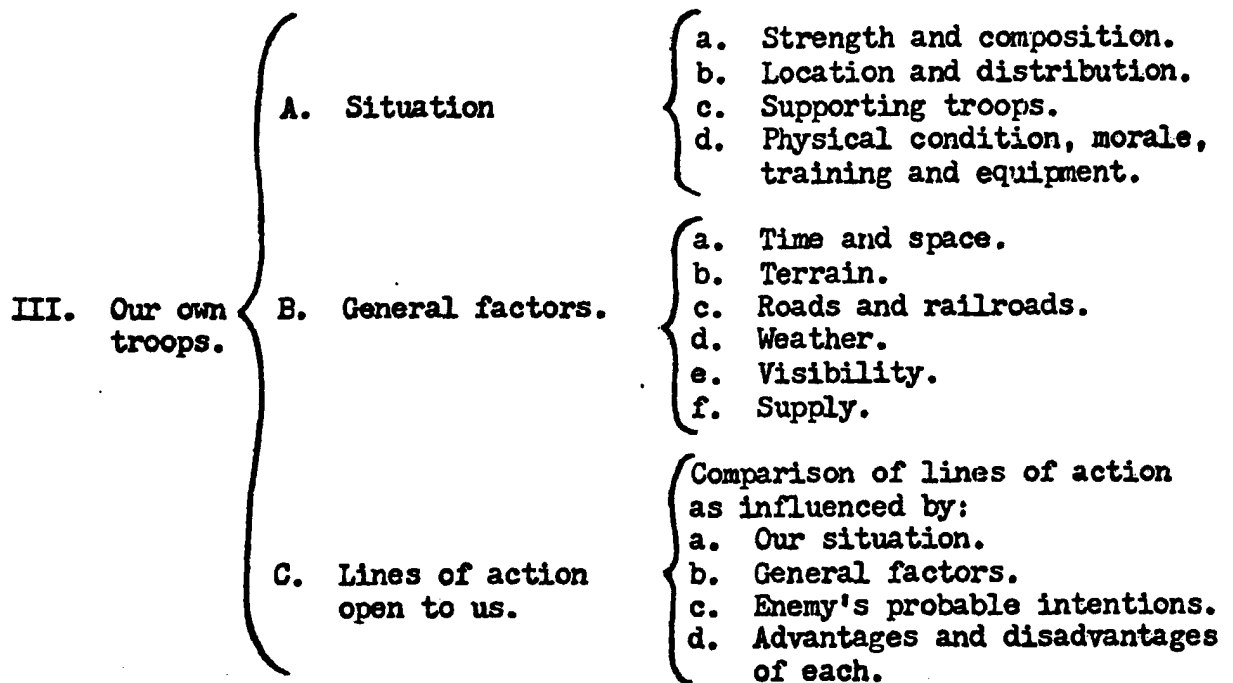 III. Our own troops.
A. Situation
a. Strength and composition.
b. Location and distribution.
c. Supporting troops.
d. Physical condition, morale,
training and equipment.
B. General factors.
a. Time and space.
b. Terrain.
c. Roads and railroads.
d. Weather.
e. Visibility.
f. Supply.
C. Lines of action
open to us.
Comparison of lines of action
as influenced by:
a. Our situation.
b. General factors.
c. Enemy's probable intentions.
d. Advantages and disadvantages
of each.